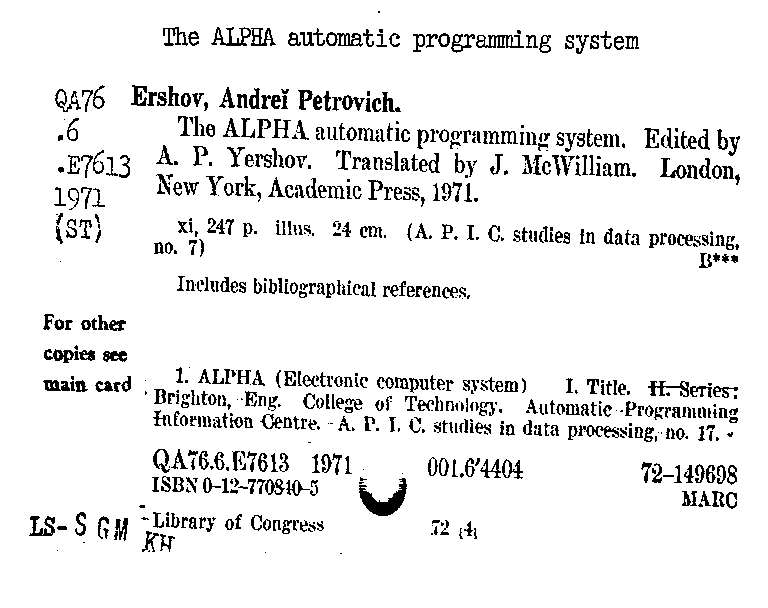 The ALPHA automatic programming system
QA76 Ershov, Andreĭ Petrovich.
.6 The ALPHA automatic programming system. Edited by
.E7613 A. P. Yershov. Translated by J. McWilliam. London,
1971 New York, Academic Press, 1971.
(ST) xi, 247 p. illus. 24 cm. (A. P. I. C. studies in data processing,
no. 7)
B***
Includes bibliographical references.
For other
copies see
main card 1. ALPHA (Electronic computer system) I. Title. II. Series:
Brighton, Eng. College of Technology. Automatic Programming
Information Centre. A. P. I. C. studies in data processing, no. 17.
QA76.6.E7613 1971 001.6'4404 72-149698
ISBN 0-12-770840-5 MARC
LS- S GM Library of Congress 72 [4]
KH